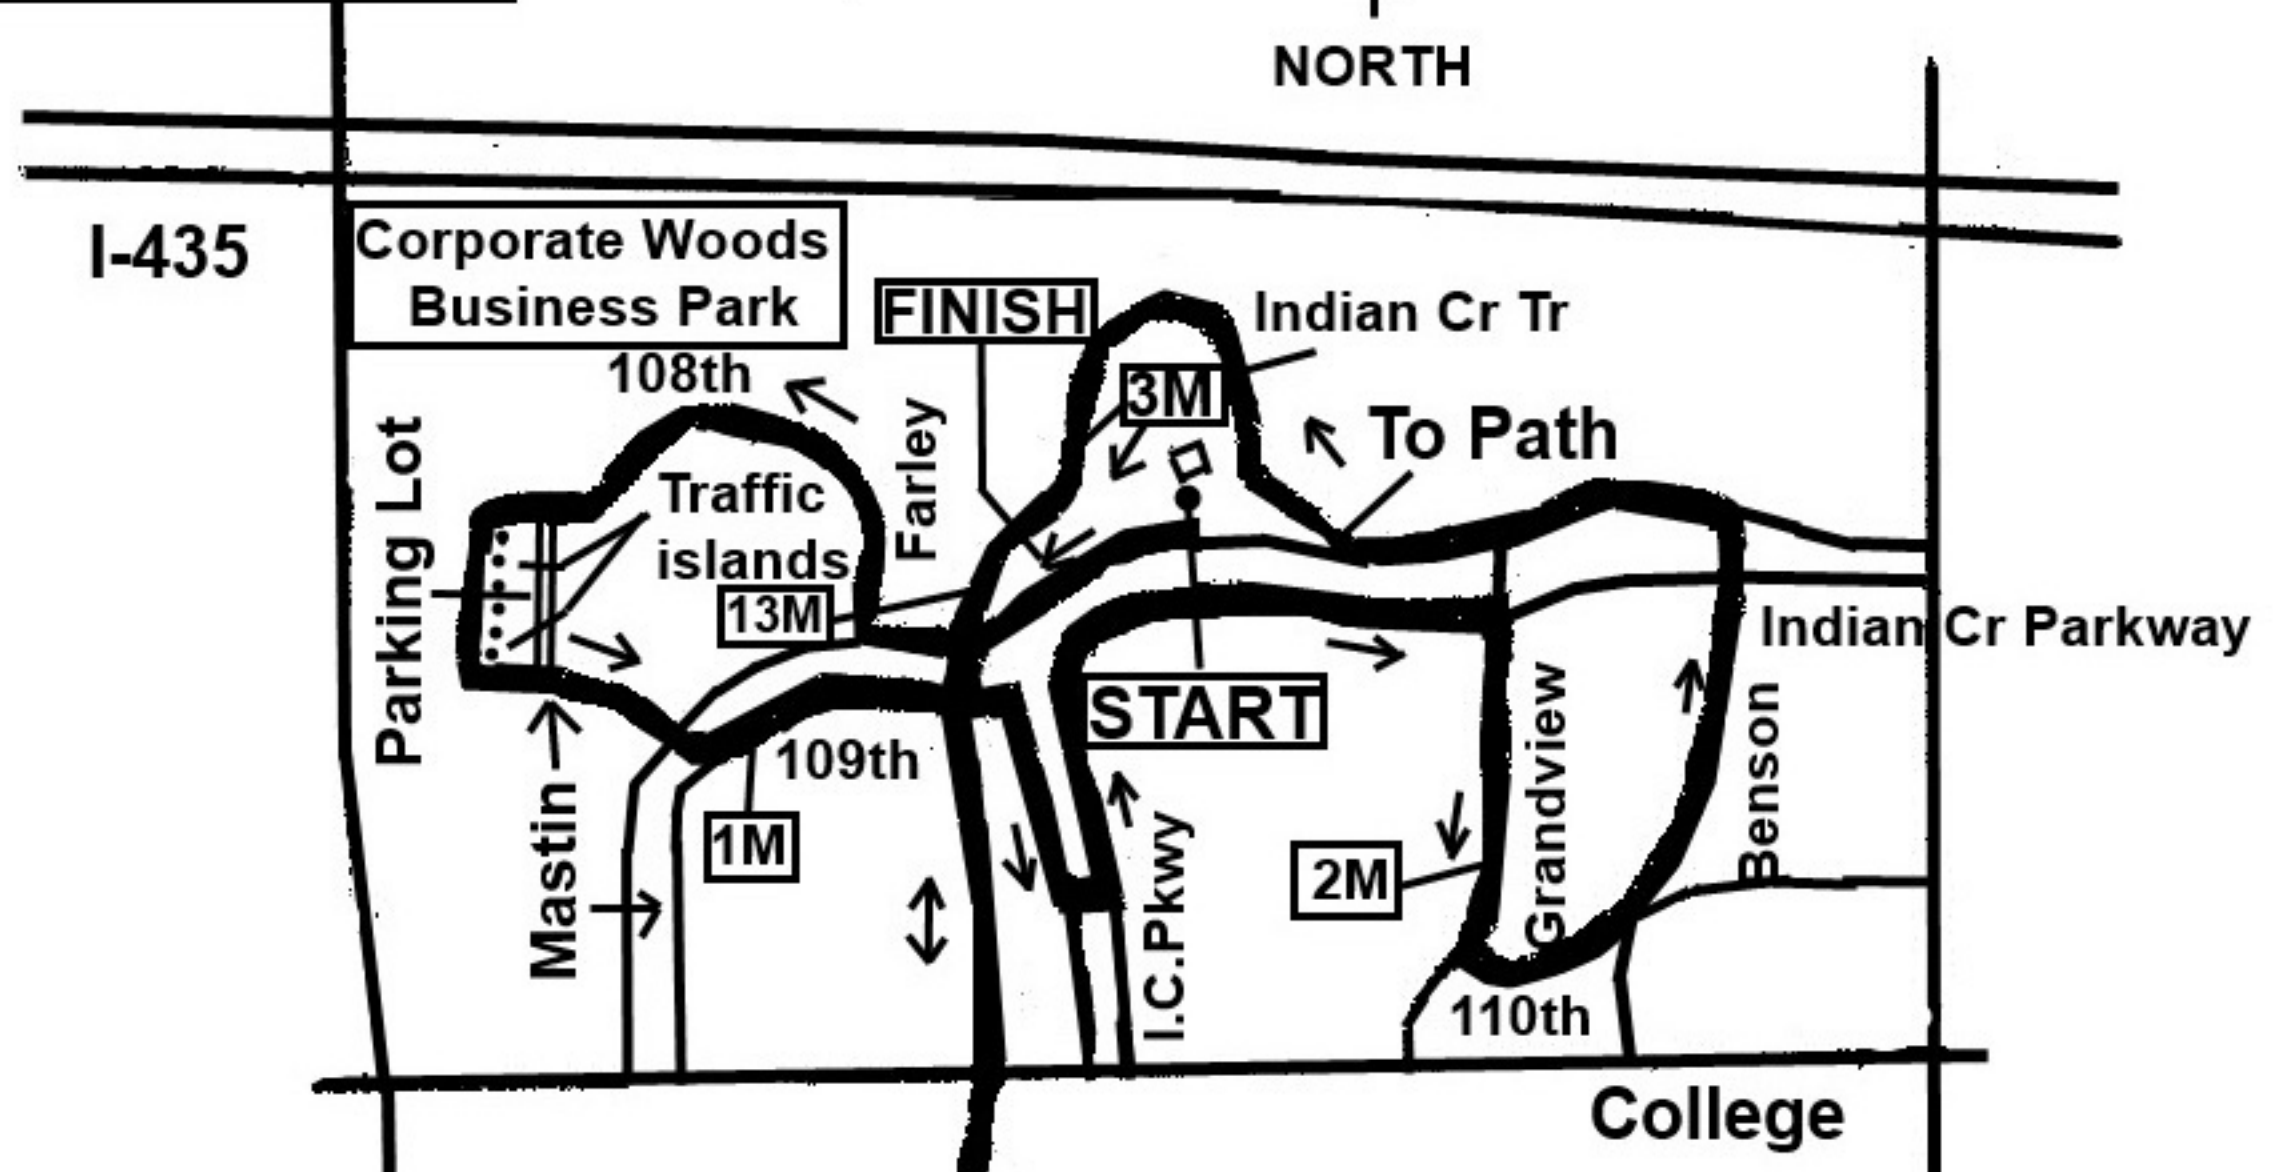 NORTH
I-435
Corporate Woods
Business Park
FINISH
Indian Cr Tr
108th
3M
To Path
Farley
Parking Lot
Traffic
islands
13M
Indian Cr Parkway
START
109th
Mastin
1M
I.C.Pkwy
2M
Grandview
Benson
110th
College